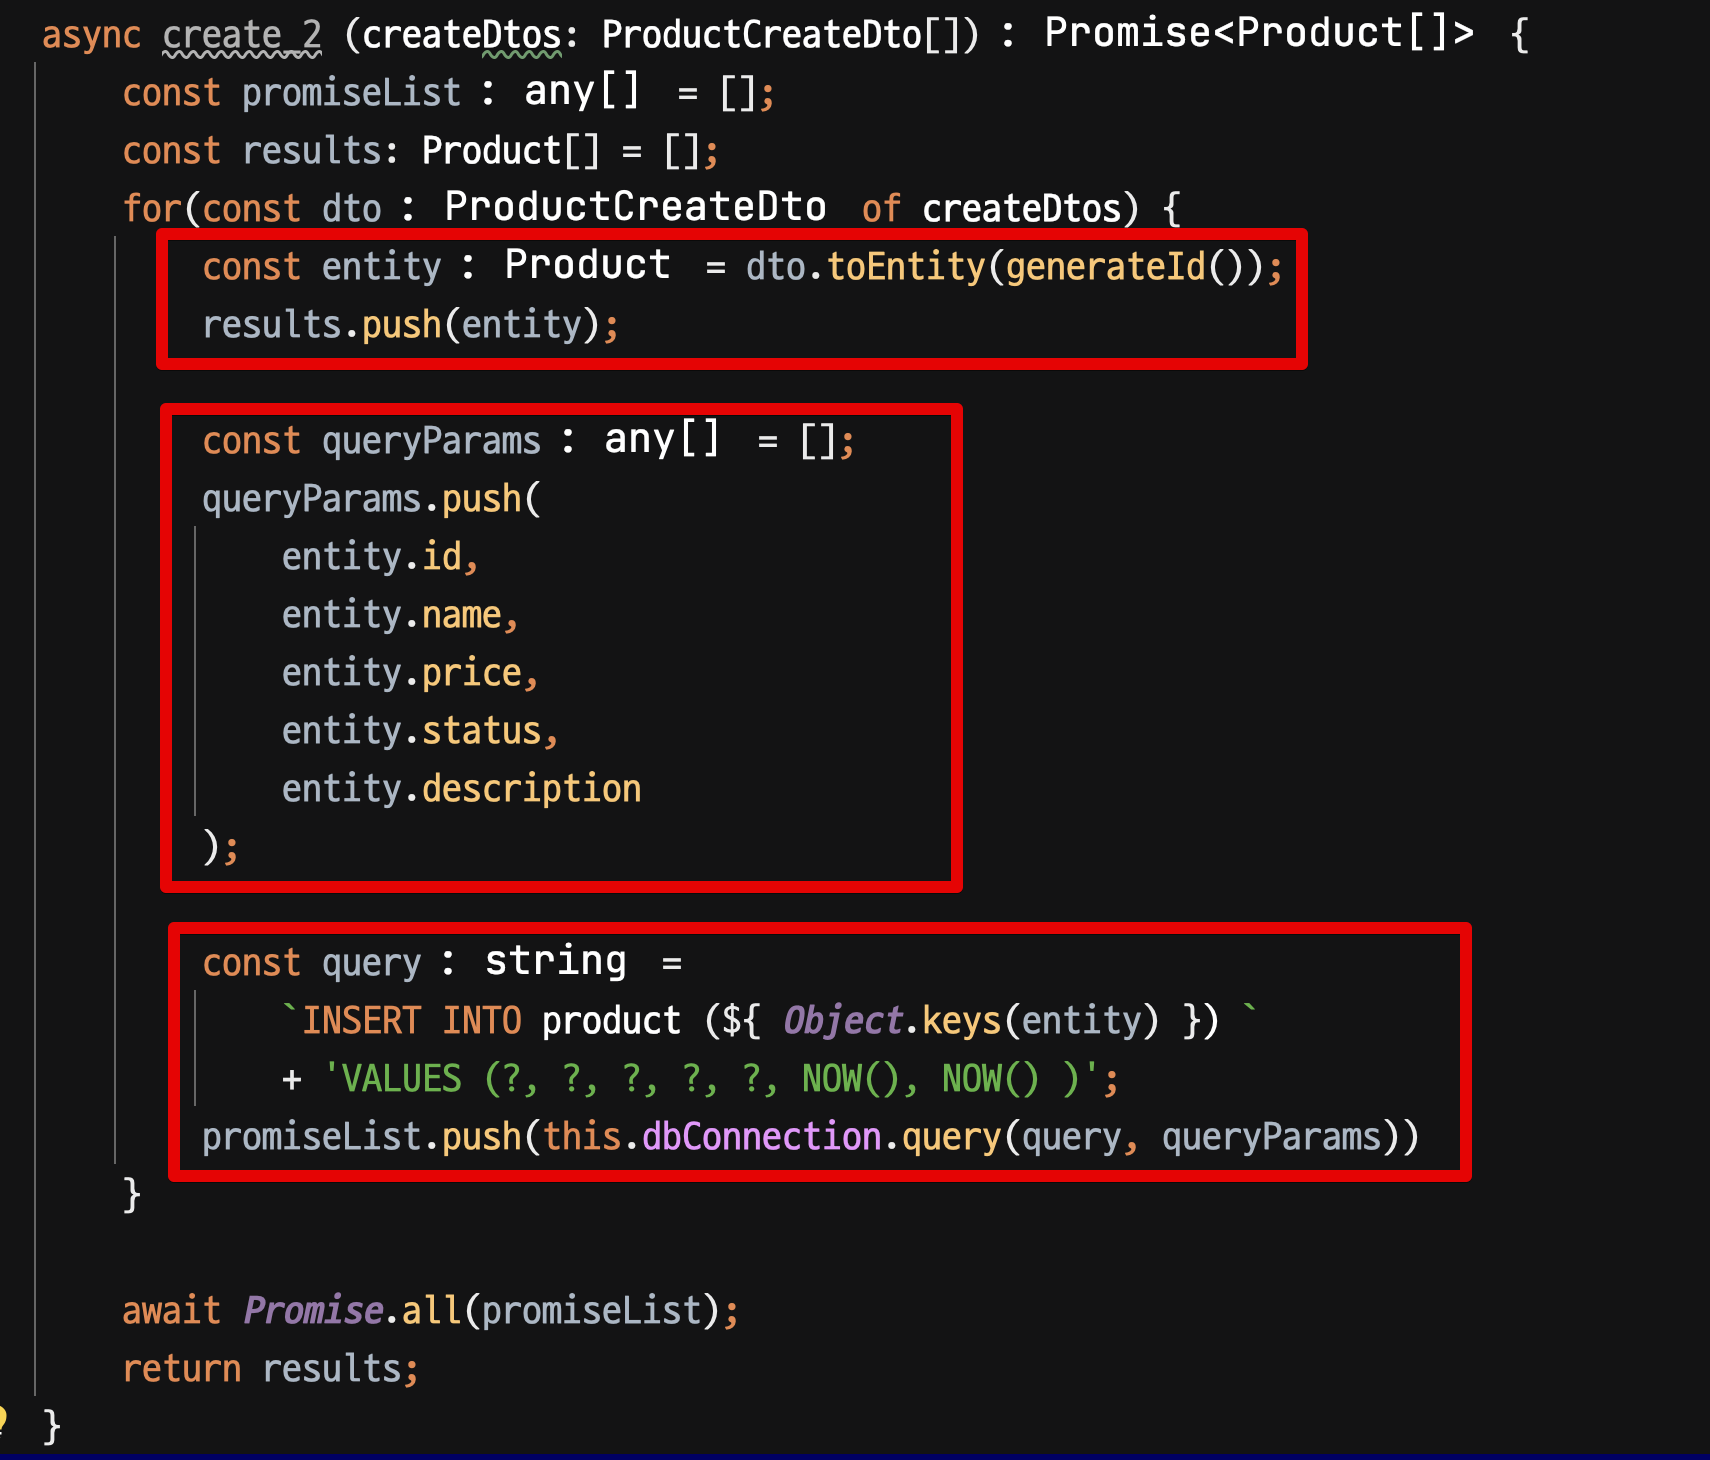 async create_2 (createDtos: ProductCreateDto[]) : Promise<Product[]> {
const promiseList : any[] = [];
const results: Product[] = [];
for(const dto : ProductCreateDto of createDtos) {
const entity : Product = dto.toEntity(generateId());
results.push(entity);
const queryParams : any[] = [];
queryParams.push(
entity.id,
entity.name,
entity.price,
entity.status,
entity.description
);
const query : string =
`INSERT INTO product (${ Object.keys(entity) }) `
+ 'VALUES (?, ?, ?, ?, ?, NOW(), NOW() )';
promiseList.push(this.dbConnection.query(query, queryParams))
}
await Promise.all(promiseList);
return results;
}